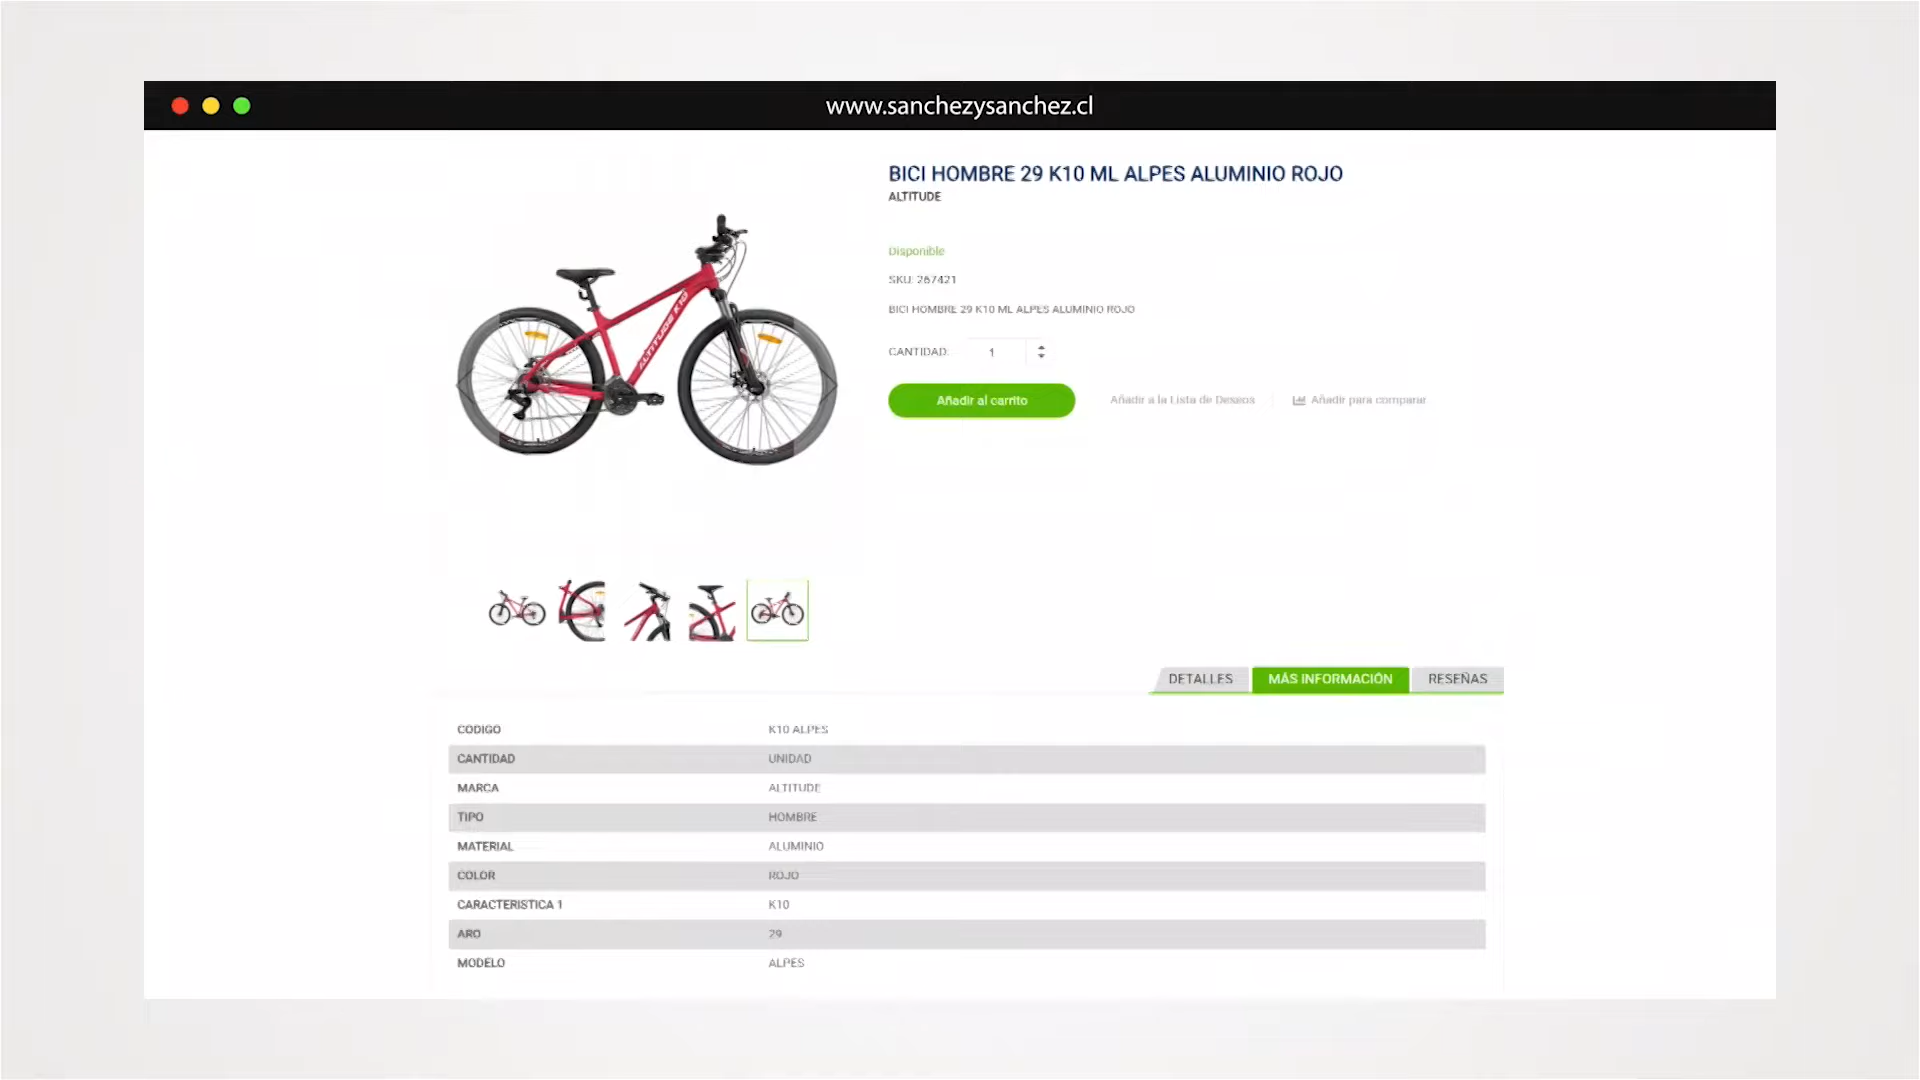 www.sanchezysanchez.cl
BICI HOMBRE 29 K10 ML ALPES ALUMINIO ROJO
ALTITUDE
Disponible
SKU: 267421
BICI HOMBRE 29 K10 ML ALPES ALUMINIO ROJO
CANTIDAD: 1
Añadir al carrito Añadir a la Lista de Deseos Añadir para comparar
ALTITUDE K10
DETALLES MÁS INFORMACIÓN RESEÑAS
CODIGO K10 ALPES
CANTIDAD UNIDAD
MARCA ALTITUDE
TIPO HOMBRE
MATERIAL ALUMINIO
COLOR ROJO
CARACTERISTICA 1 K10
ARO 29
MODELO ALPES